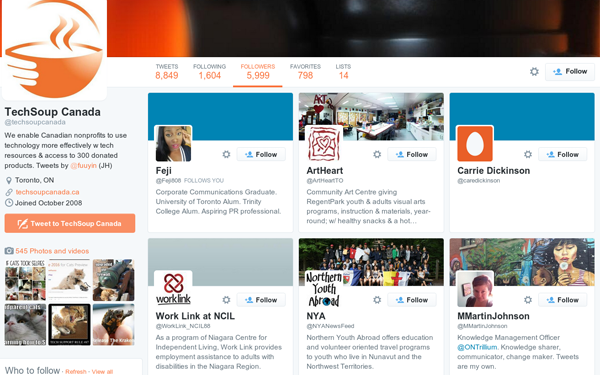 TWEETS FOLLOWING FOLLOWERS FAVORITES LISTS
8,849 1,604 5,999 798 14
Follow
TechSoup Canada
@techsoupcanada
We enable Canadian nonprofits to use
technology more effectively w tech
resources & access to 300 donated
products. Tweets by @fuuyin (JH)
Toronto, ON
techsoupcanada.ca
Joined October 2008
Tweet to TechSoup Canada
545 Photos and videos
IF CATS TOOK SELFIES
Who to follow · Refresh · View all
Follow
Feji
@Feji806 FOLLOWS YOU
Corporate Communications Graduate.
University of Toronto Alum. Trinity
College Alum. Aspiring PR professional.
Follow
ArtHeart
@ArtHeartTO
Community Art Centre giving
RegentPark youth & adults visual arts
programs, instruction & materials, year-
round; w/ healthy snacks & a hot...
Follow
Carrie Dickinson
@caredickinson
worklink
Follow
Work Link at NCIL
@WorkLink_NCIL86
As a program of Niagara Centre for
Independent Living, Work Link provides
employment assistance to adults with
disabilities in the Niagara Region.
Northern
Youth
Abroad
Follow
NYA
@NYANewsFeed
Northern Youth Abroad offers education
and volunteer oriented travel programs
to youth who live in Nunavut and the
Northwest Territories.
Follow
MMartinJohnson
@MMartinJohnson
Knowledge Management Officer
@ONTrillium. Knowledge sharer,
communicator, change maker. Tweets
are my own.